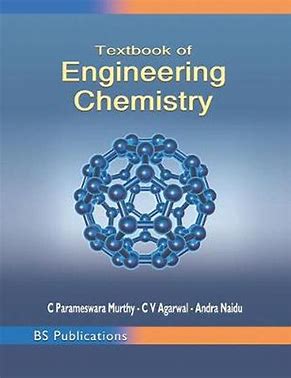 Textbook of
Engineering
Chemistry
C Parameswara Murthy - C V Agarwal - Andra Naidu
BS Publications